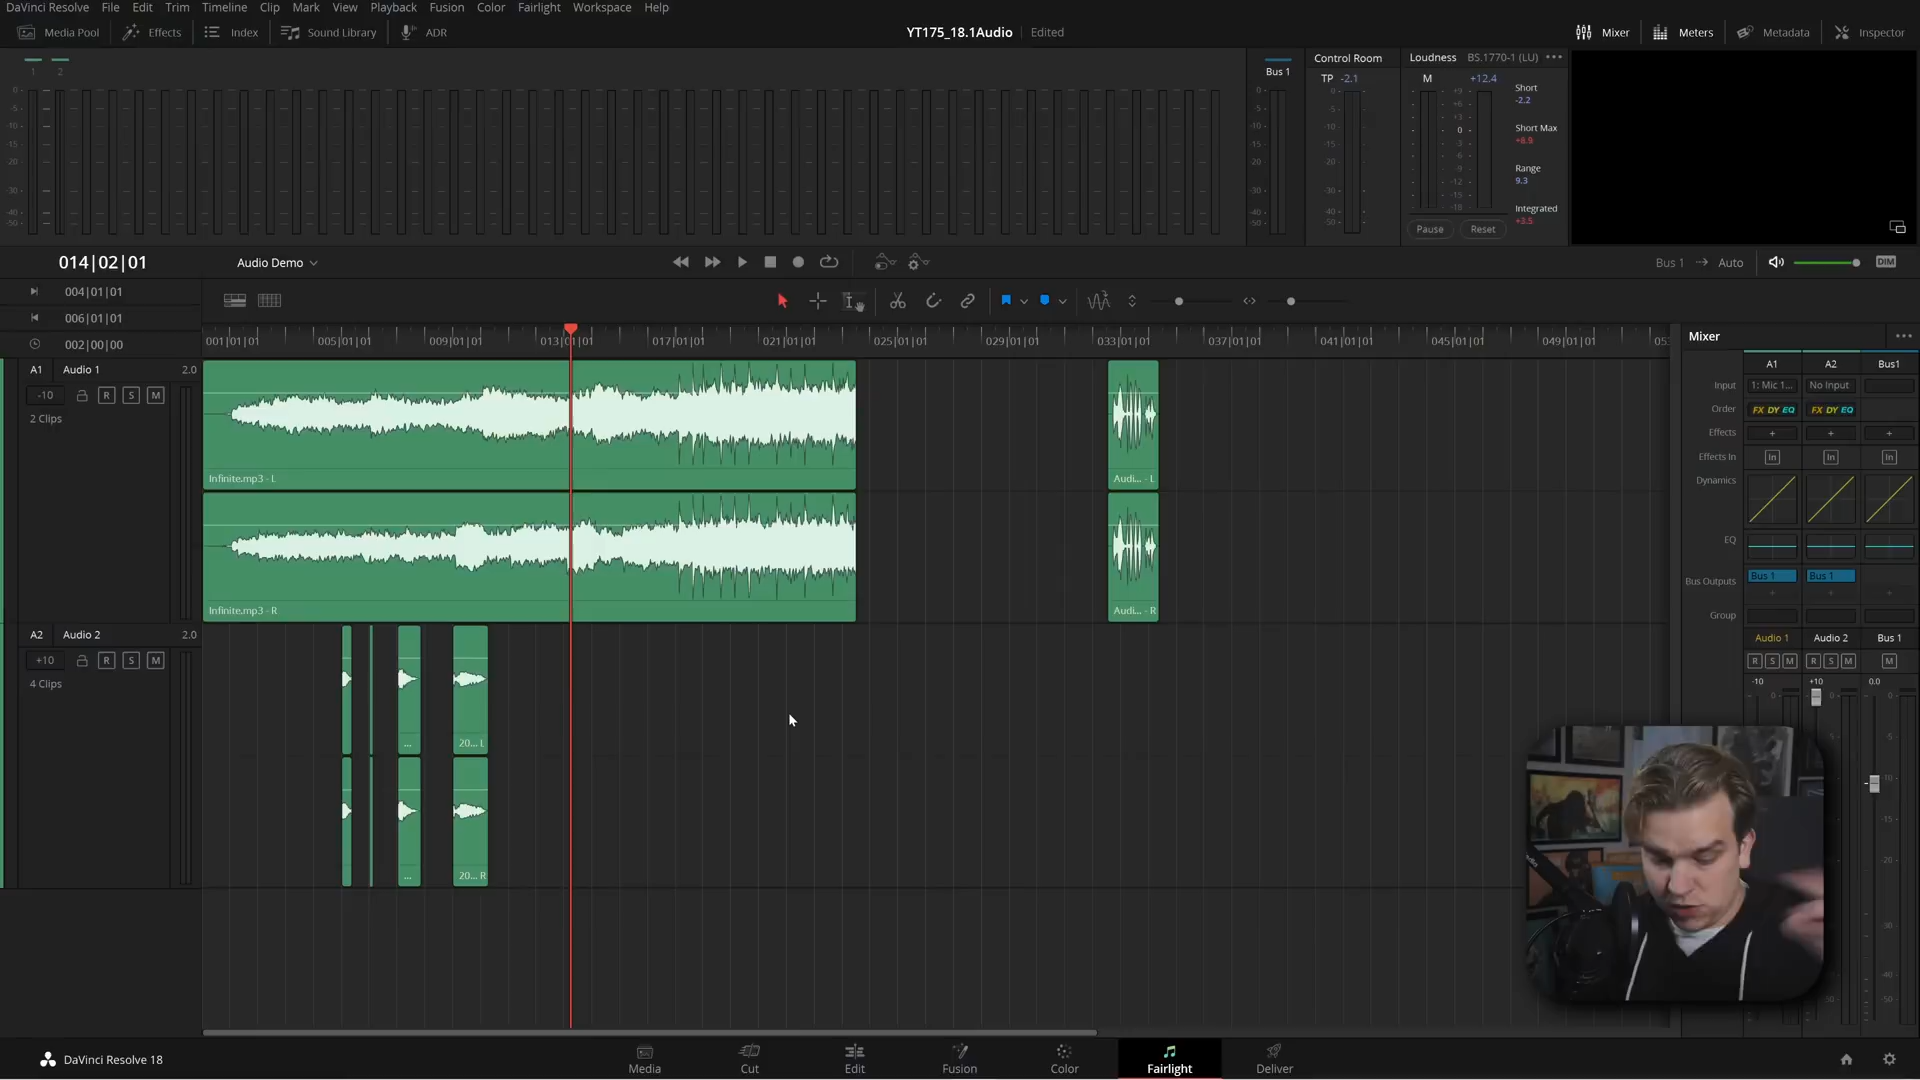 DaVinci Resolve File Edit Trim Timeline Clip Mark View Playback Fusion Color Fairlight Workspace Help
Media Pool Effects Index Sound Library ADR YT175_18.1Audio Edited Mixer Meters Metadata Inspector
1 2
Bus 1
Control Room
TP -2.1
Loudness BS.1770-1 (LU)
M +12.4
Short
-2.2
Short Max
+8.9
Range
9.3
Integrated
+3.5
Pause Reset
014|02|01 Audio Demo Bus 1 Auto DIM
004|01|01
006|01|01
002|00|00
001|01|01 005|01|01 009|01|01 013|01|01 017|01|01 021|01|01 025|01|01 029|01|01 033|01|01 037|01|01 041|01|01 045|01|01 049|01|01
A1 Audio 1 2.0
-10 R S M
2 Clips
Infinite.mp3 - L
Audi... - L
Infinite.mp3 - R
Audi... - R
A2 Audio 2 2.0
+10 R S M
4 Clips
... 20... L
... 20... R
Mixer
A1 A2 Bus1
Input 1: Mic 1... No Input
Order FX DY EQ FX DY EQ
Effects + + +
Effects In In In In
Dynamics
EQ
Bus Outputs Bus 1 Bus 1
Group
Audio 1 Audio 2 Bus 1
R S M R S M M
-10 +10 0.0
DaVinci Resolve 18
Media Cut Edit Fusion Color Fairlight Deliver